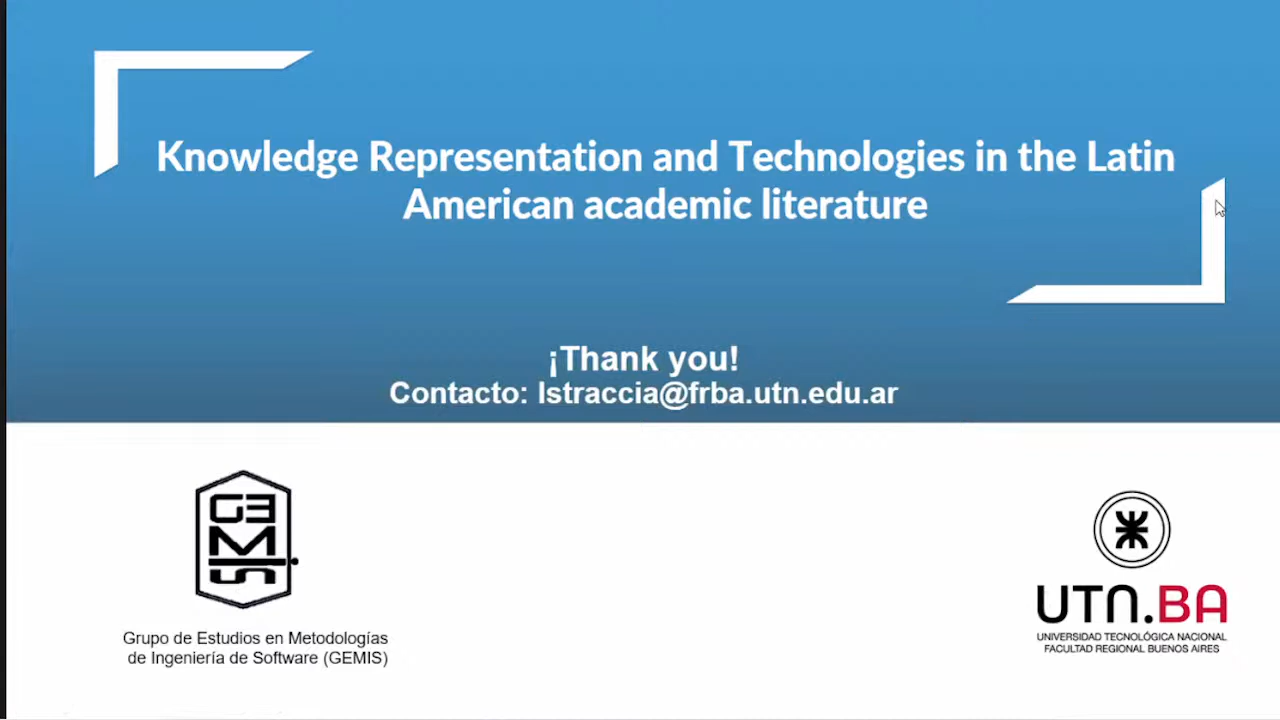 Knowledge Representation and Technologies in the Latin
American academic literature
¡Thank you!
Contacto: lstraccia@frba.utn.edu.ar
GEMIS
Grupo de Estudios en Metodologías
de Ingeniería de Software (GEMIS)
UTN.BA
UNIVERSIDAD TECNOLÓGICA NACIONAL
FACULTAD REGIONAL BUENOS AIRES